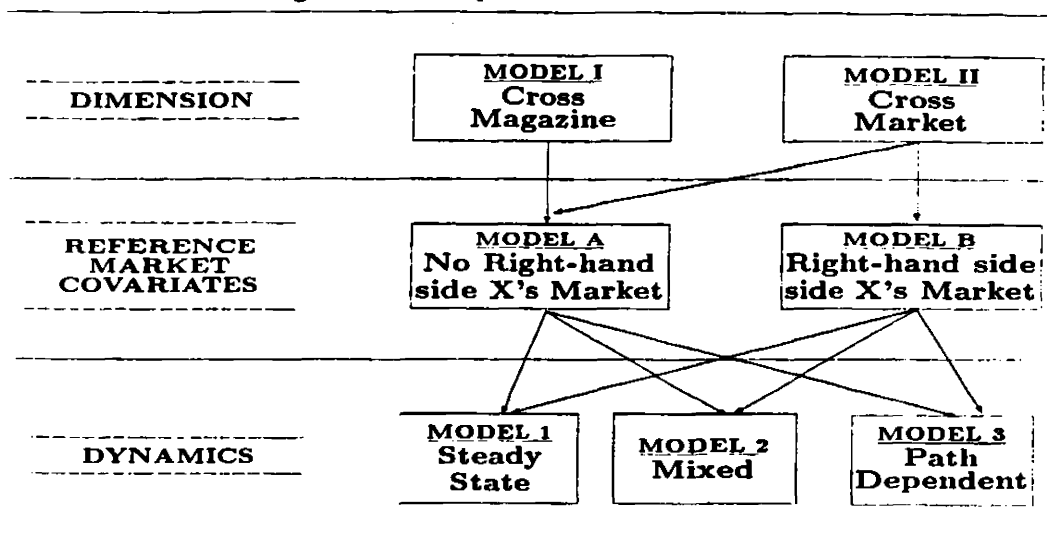 DIMENSION
MODEL I
Cross
Magazine
MODEL II
Cross
Market
REFERENCE
MARKET
COVARIATES
MODEL A
No Right-hand
side X's Market
MODEL B
Right-hand side
side X's Market
DYNAMICS
MODEL 1
Steady
State
MODEL 2
Mixed
MODEL 3
Path
Dependent